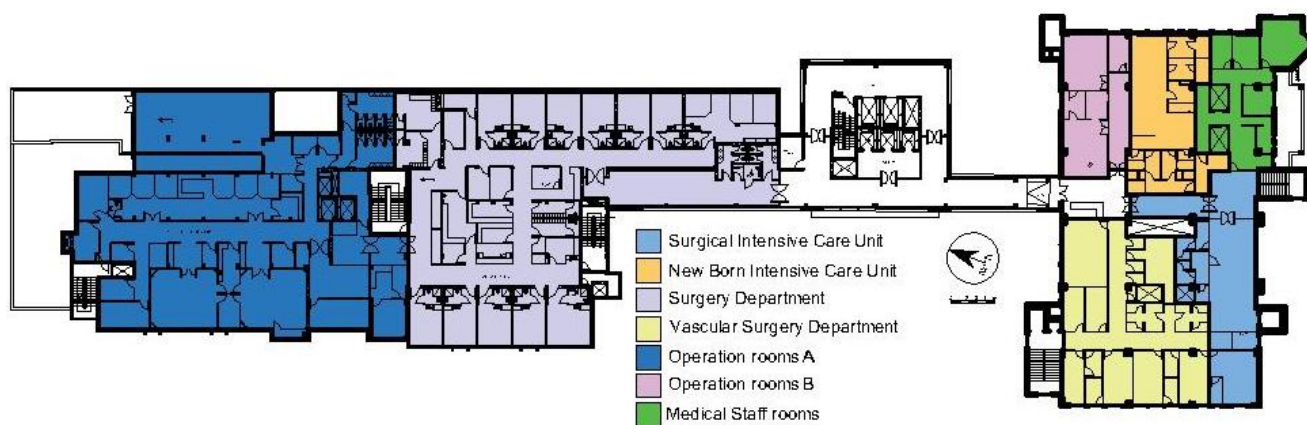 Surgical Intensive Care Unit
New Born Intensive Care Unit
Surgery Department
Vascular Surgery Department
Operation rooms A
Operation rooms B
Medical Staff rooms